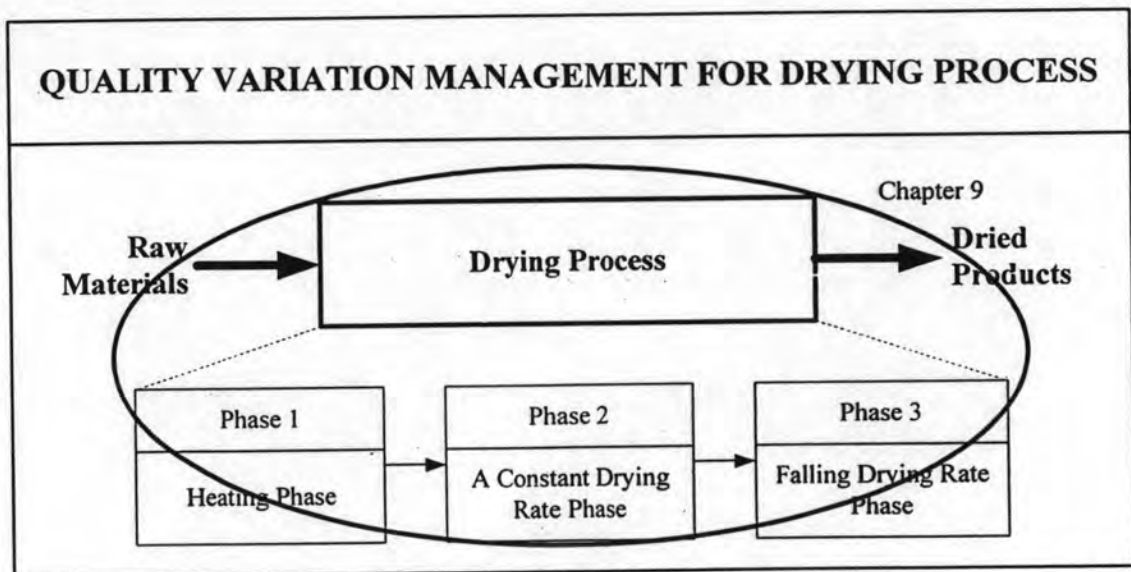 QUALITY VARIATION MANAGEMENT FOR DRYING PROCESS
Chapter 9
Raw
Materials
Drying Process
Dried
Products
Phase 1
Heating Phase
Phase 2
A Constant Drying
Rate Phase
Phase 3
Falling Drying Rate
Phase